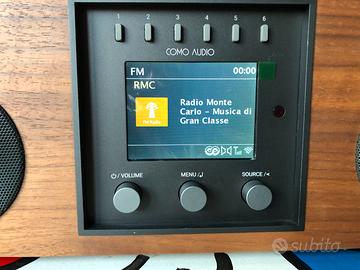 1 2 3 4 5 6
COMO AUDIO
FM 00:00
RMC
Radio Monte
Carlo - Musica di
Gran Classe
FM Radio
⏻ / VOLUME MENU / ♪ SOURCE / ◂
subito